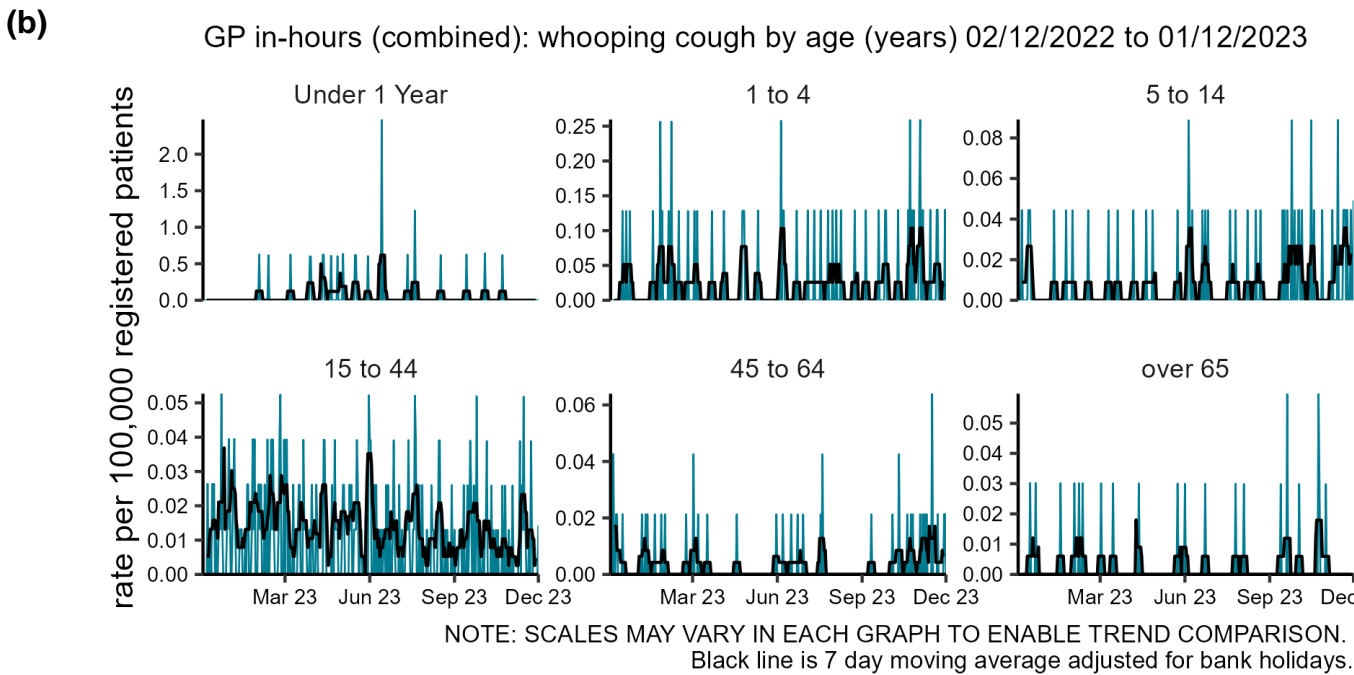 (b)
GP in-hours (combined): whooping cough by age (years) 02/12/2022 to 01/12/2023
rate per 100,000 registered patients
Under 1 Year
2.0
1.5
1.0
0.5
0.0
1 to 4
0.25
0.20
0.15
0.10
0.05
0.00
5 to 14
0.08
0.06
0.04
0.02
0.00
15 to 44
0.05
0.04
0.03
0.02
0.01
0.00
Mar 23 Jun 23 Sep 23 Dec 23
45 to 64
0.06
0.04
0.02
0.00
Mar 23 Jun 23 Sep 23 Dec 23
over 65
0.05
0.04
0.03
0.02
0.01
0.00
Mar 23 Jun 23 Sep 23 Dec
NOTE: SCALES MAY VARY IN EACH GRAPH TO ENABLE TREND COMPARISON.
Black line is 7 day moving average adjusted for bank holidays.